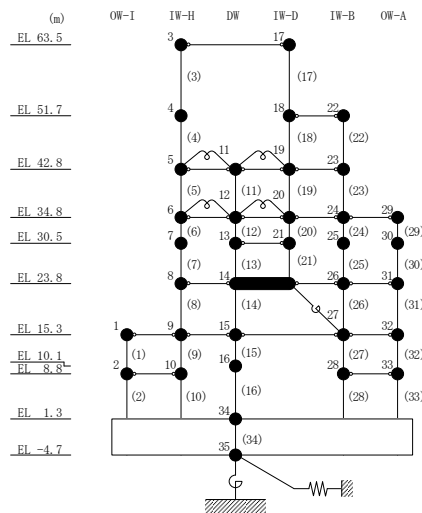 (m) OW-I IW-H DW IW-D IW-B OW-A
EL 63.5 3 17
(3) (17)
EL 51.7 4 18 22
(4) 11 19 (18) (22)
EL 42.8 5 23
(5) 12 (11) 20 (19) (23)
EL 34.8 6 24 29
(6) (12) (20) (24) (29)
EL 30.5 7 13 21 25 30
(7) (13) (21) (25) (30)
EL 23.8 8 14 26 31
(8) (14) (26) (31)
27
EL 15.3 1 9 15 32
(1) (9) (15) (27) (32)
EL 10.1 16
EL 8.8 2 10 28 33
(2) (10) (16) (28) (33)
EL 1.3 34
(34)
EL -4.7 35